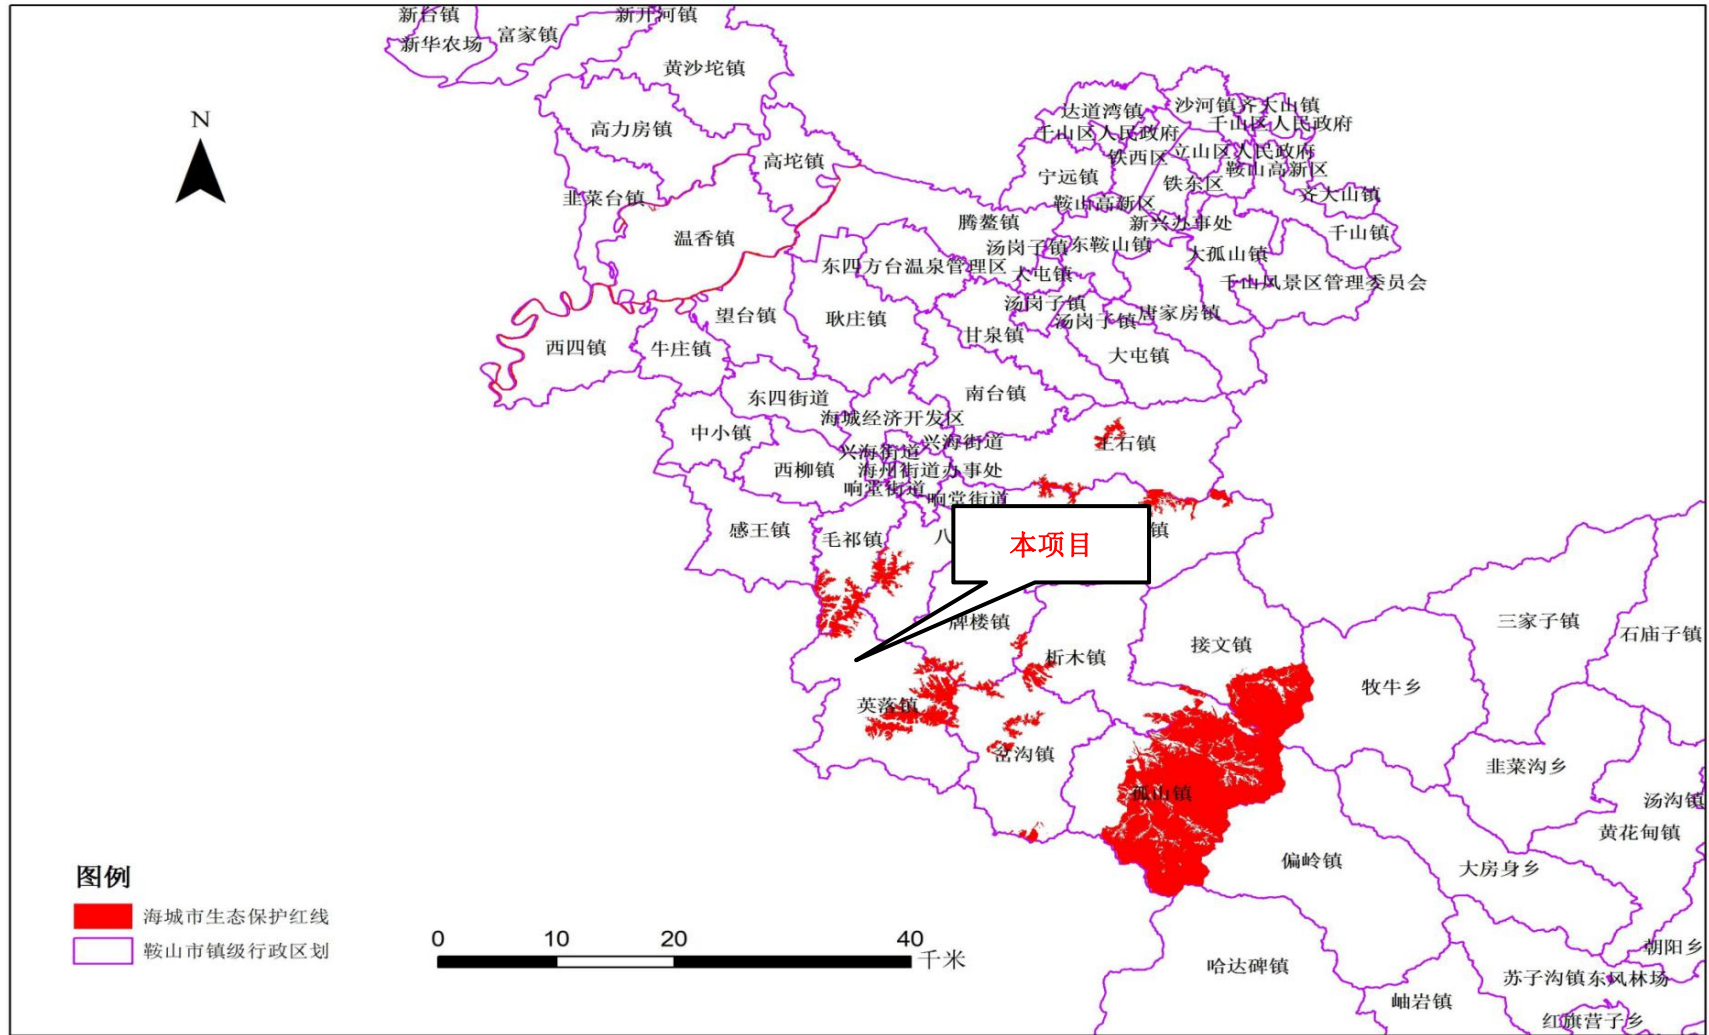 新台镇
新开河镇
新华农场
富家镇
黄沙坨镇
N
高力房镇
高坨镇
韭菜台镇
温香镇
达道湾镇
沙河镇
齐大山镇
千山区人民政府
千山区人民政府
铁西区
立山区人民政府
鞍山高新区
宁远镇
铁东区
齐大山镇
鞍山高新区
腾鳌镇
新兴办事处
千山镇
汤岗子镇
东鞍山镇
大孤山镇
东四方台温泉管理区
大屯镇
千山风景区管理委员会
汤岗子镇
汤岗子镇
唐家房镇
望台镇
耿庄镇
甘泉镇
西四镇
牛庄镇
大屯镇
东四街道
南台镇
海城经济开发区
中小镇
兴海街道
王石镇
兴海街道
西柳镇
海州街道办事处
响堂街道
响堂街道
感王镇
毛祁镇
八
镇
本项目
牌楼镇
析木镇
接文镇
三家子镇
石庙子镇
牧牛乡
英落镇
岔沟镇
孤山镇
韭菜沟乡
汤沟镇
黄花甸镇
偏岭镇
大房身乡
哈达碑镇
朝阳乡
苏子沟镇
东风林场
岫岩镇
红旗营子乡
图例
海城市生态保护红线
鞍山市镇级行政区划
0 10 20 40
千米